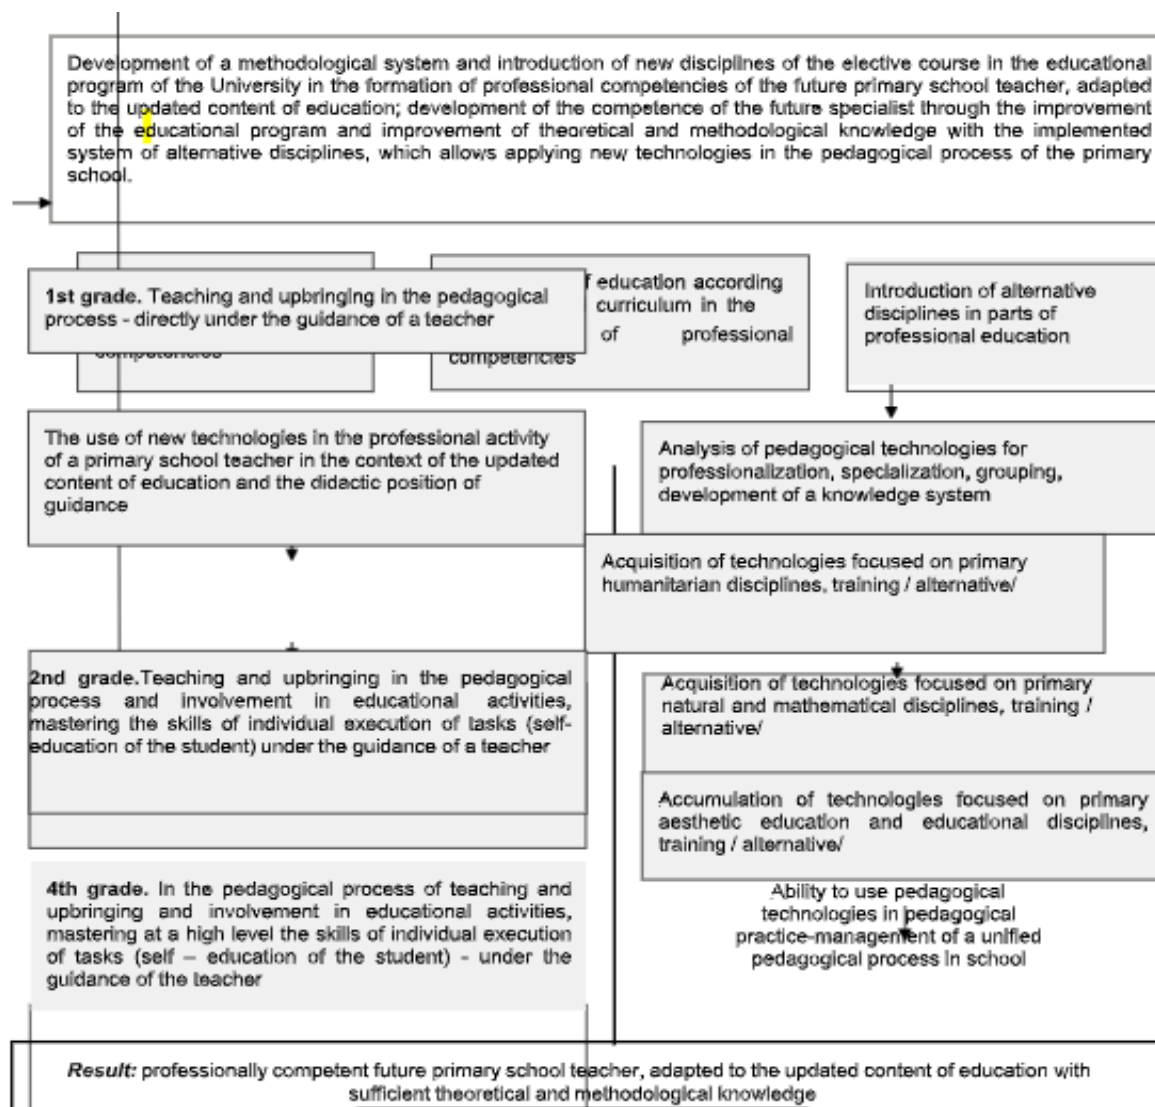 Development of a methodological system and introduction of new disciplines of the elective course in the educational
program of the University in the formation of professional competencies of the future primary school teacher, adapted
to the updated content of education; development of the competence of the future specialist through the improvement
of the educational program and improvement of theoretical and methodological knowledge with the implemented
system of alternative disciplines, which allows applying new technologies in the pedagogical process of the primary
school.
1st grade. Teaching and upbringing in the pedagogical
process - directly under the guidance of a teacher
competencies
f education according
curriculum in the
of professional
competencies
Introduction of alternative
disciplines in parts of
professional education
The use of new technologies in the professional activity
of a primary school teacher in the context of the updated
content of education and the didactic position of
guidance
Analysis of pedagogical technologies for
professionalization, specialization, grouping,
development of a knowledge system
Acquisition of technologies focused on primary
humanitarian disciplines, training / alternative/
2nd grade.Teaching and upbringing in the pedagogical
process and involvement in educational activities,
mastering the skills of individual execution of tasks (self-
education of the student) under the guidance of a teacher
Acquisition of technologies focused on primary
natural and mathematical disciplines, training /
alternative/
Accumulation of technologies focused on primary
aesthetic education and educational disciplines,
training / alternative/
4th grade. In the pedagogical process of teaching and
upbringing and involvement in educational activities,
mastering at a high level the skills of individual execution
of tasks (self – education of the student) - under the
guidance of the teacher
Ability to use pedagogical
technologies in pedagogical
practice-management of a unified
pedagogical process in school
Result: professionally competent future primary school teacher, adapted to the updated content of education with
sufficient theoretical and methodological knowledge